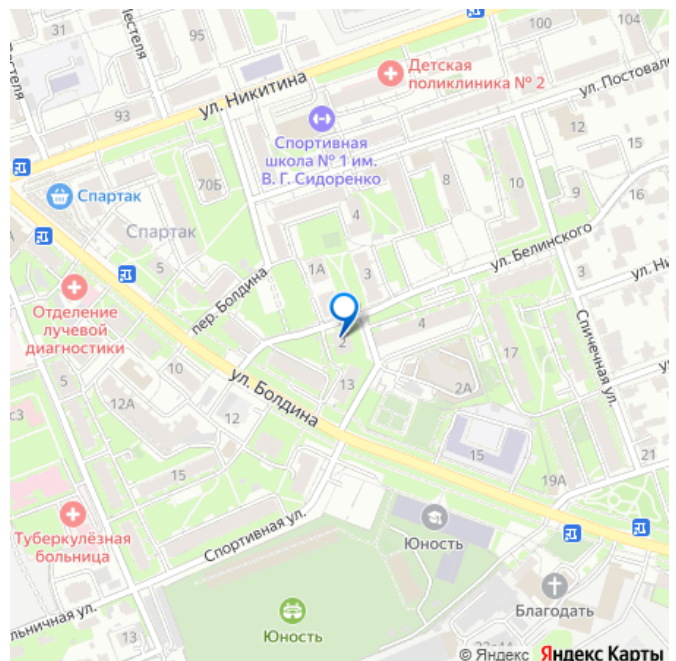 100
104
95
Детская
поликлиника № 2
ул. Никитина
93
ул. Постовало
12
Спортивная
школа № 1 им.
В. Г. Сидоренко
15
70Б
8
10
9
16
Спартак
4
Спартак
ул. Белинского
5
1А
3
3
пер. Болдина
ул. Ни
Отделение
лучевой
диагностики
4
2
17
Спичечная ул.
10
5
ул. Болдина
13
2А
12А
12
с3
15
15
21
19А
Туберкулёзная
больница
Спортивная ул.
Юность
Благодать
льничная ул.
13
Юность
© Яндекс Яндекс Карты